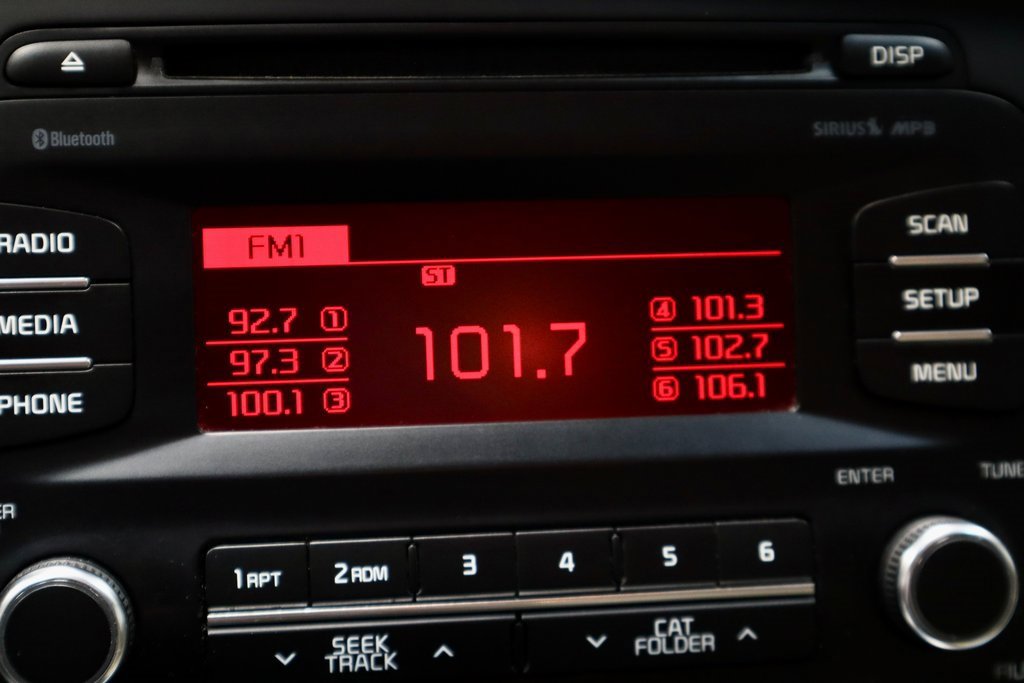 DISP
Bluetooth
SIRIUS MP3
RADIO
MEDIA
PHONE
FM1
ST
92.7 1
97.3 2
100.1 3
101.7
4 101.3
5 102.7
6 106.1
SCAN
SETUP
MENU
ENTER
TUNE
1 RPT
2 RDM
3
4
5
6
SEEK
TRACK
CAT
FOLDER